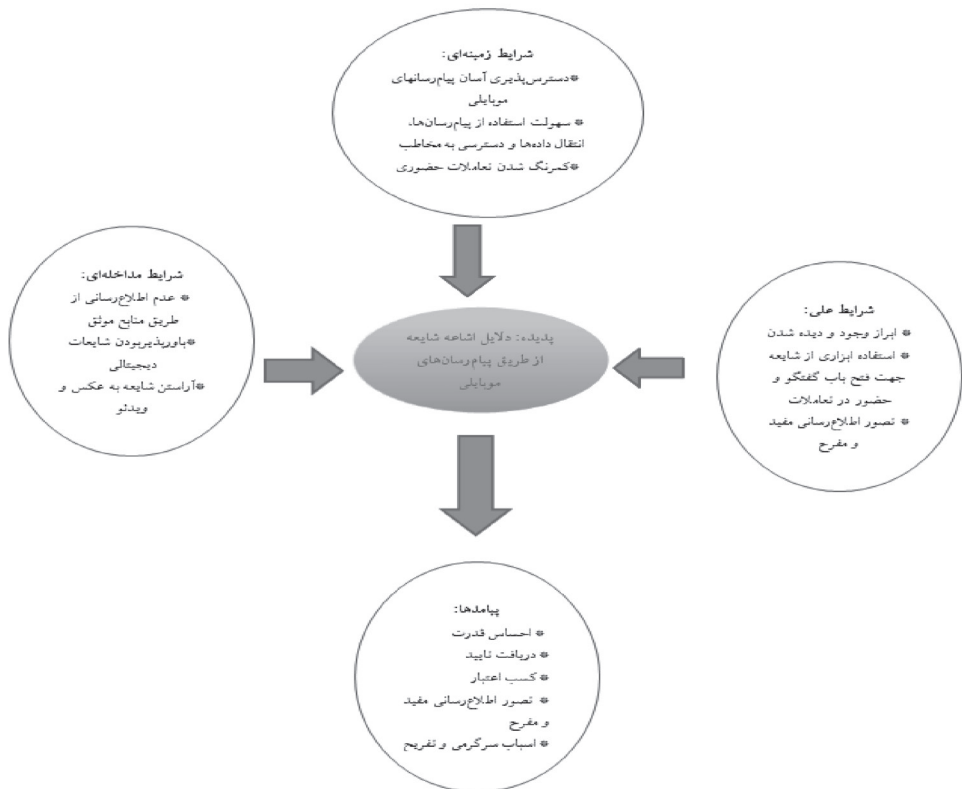 شرایط زمینه‌ای:
*دسترس‌پذیری آسان پیام‌رسانهای
موبایلی
* سهولت استفاده از پیام‌رسان‌ها،
انتقال داده‌ها و دسترسی به مخاطب
*کمرنگ شدن تعاملات حضوری
شرایط علی:
* ابراز وجود و دیده شدن
* استفاده ابزاری از شایعه
جهت فتح باب گفتگو و
حضور در تعاملات
* تصور اطلاع‌رسانی مفید
و مفرح
پدیده: دلایل اشاعه شایعه
از طریق پیام‌رسان‌های
موبایلی
شرایط مداخله‌ای:
* عدم اطلاع‌رسانی از
طریق منابع موثق
*باورپذیربودن شایعات
دیجیتالی
*آراستن شایعه به عکس و
ویدئو
پیامدها:
* احساس قدرت
* دریافت تایید
* کسب اعتبار
* تصور اطلاع‌رسانی مفید
و مفرح
* اسباب سرگرمی و تفریح